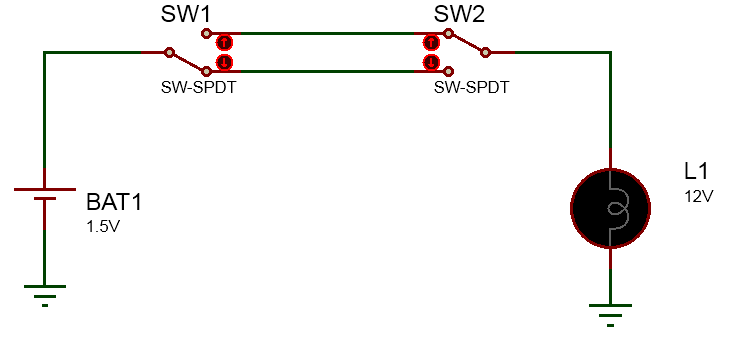 SW1
SW2
SW-SPDT
SW-SPDT
BAT1
1.5V
L1
12V